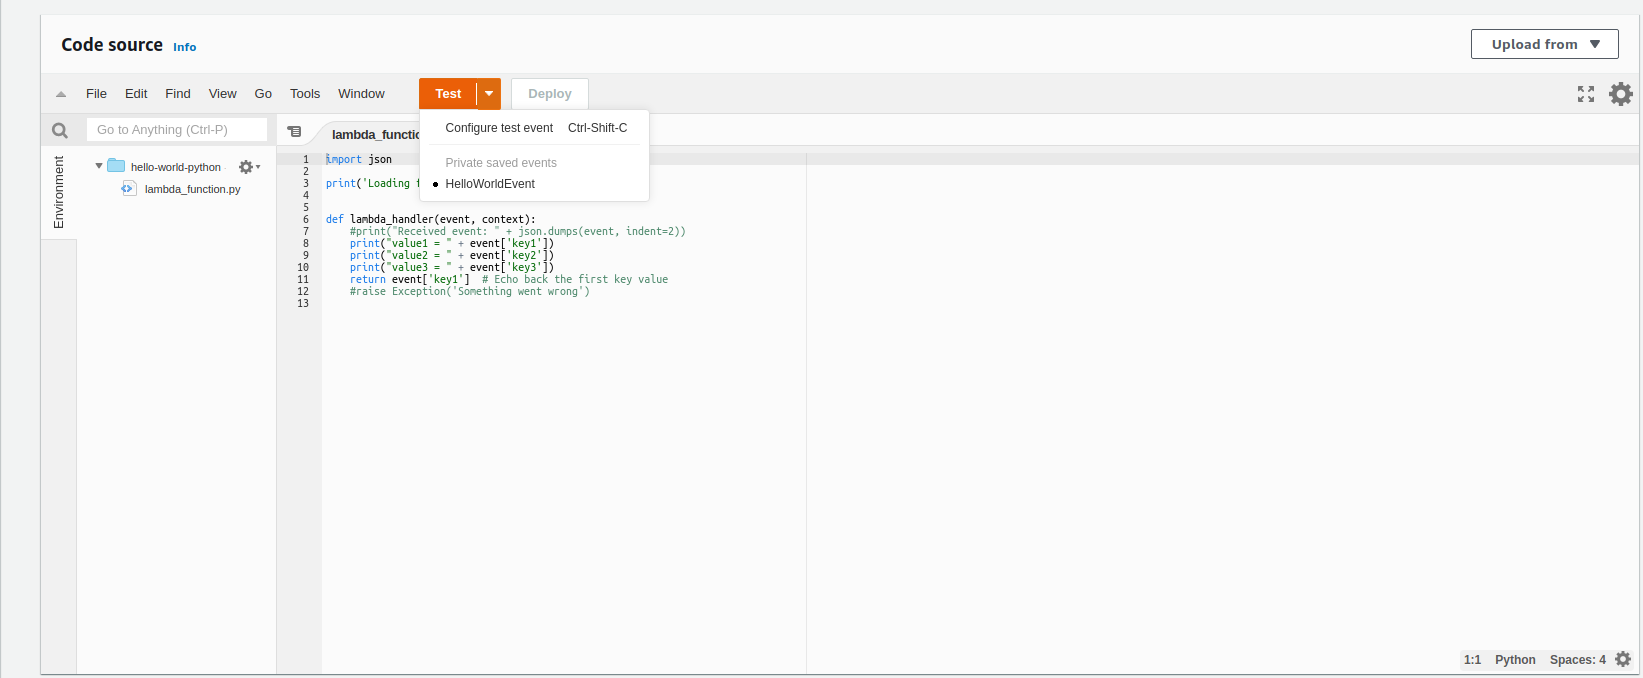 Code source Info
Upload from
File Edit Find View Go Tools Window Test Deploy
Go to Anything (Ctrl-P)
Environment
hello-world-python
lambda_function.py
lambda_functio
Configure test event Ctrl-Shift-C
Private saved events
HelloWorldEvent
1 import json
2
3 print('Loading f
4
5
6 def lambda_handler(event, context):
7 #print("Received event: " + json.dumps(event, indent=2))
8 print("value1 = " + event['key1'])
9 print("value2 = " + event['key2'])
10 print("value3 = " + event['key3'])
11 return event['key1']  # Echo back the first key value
12 #raise Exception('Something went wrong')
13
1:1 Python Spaces: 4